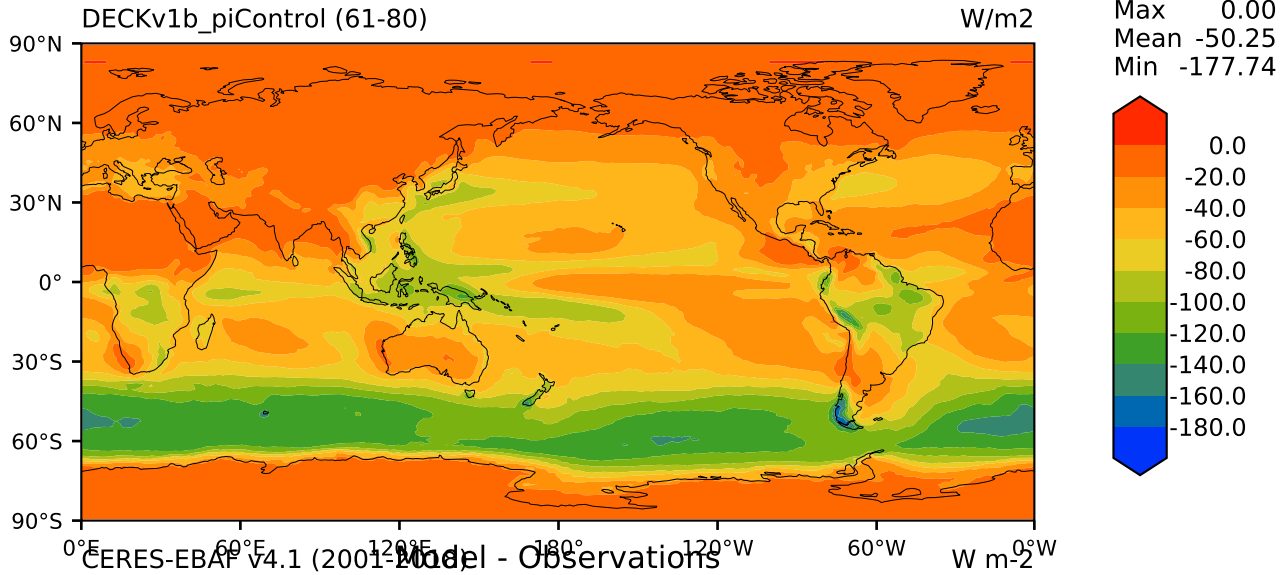 DECKv1b_piControl (61-80) W/m2
Max 0.00
Mean -50.25
Min -177.74
90°N
60°N
30°N
0°
30°S
60°S
90°S
0.0
-20.0
-40.0
-60.0
-80.0
-100.0
-120.0
-140.0
-160.0
-180.0
0°E 60°E 120°E 180° 120°W 60°W 0°W
CERES-EBAF v4.1 (2001-2018) Model - Observations W m-2